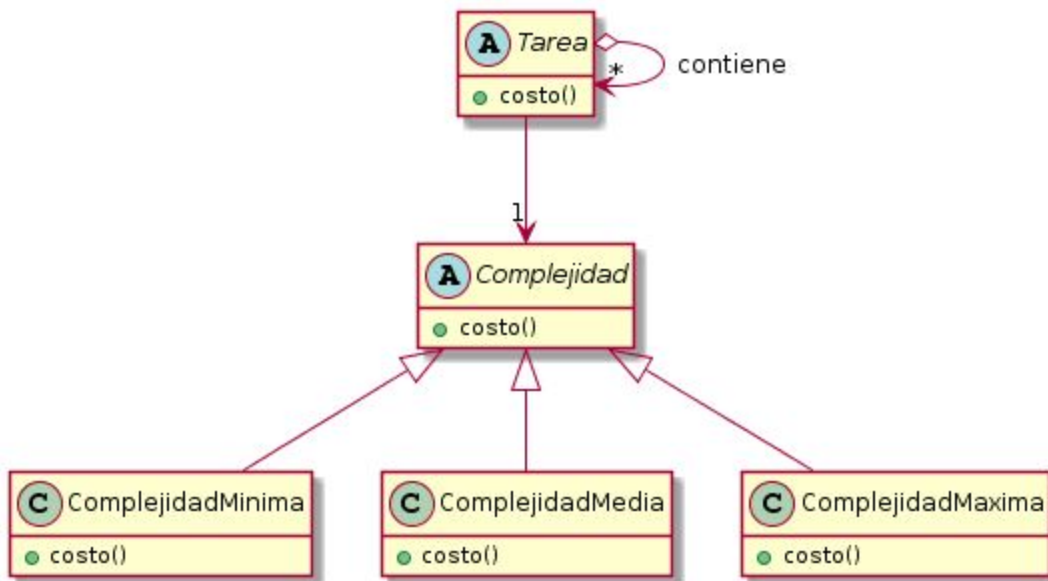 A Tarea
costo()
*
contiene
1
A Complejidad
costo()
C ComplejidadMinima
costo()
C ComplejidadMedia
costo()
C ComplejidadMaxima
costo()